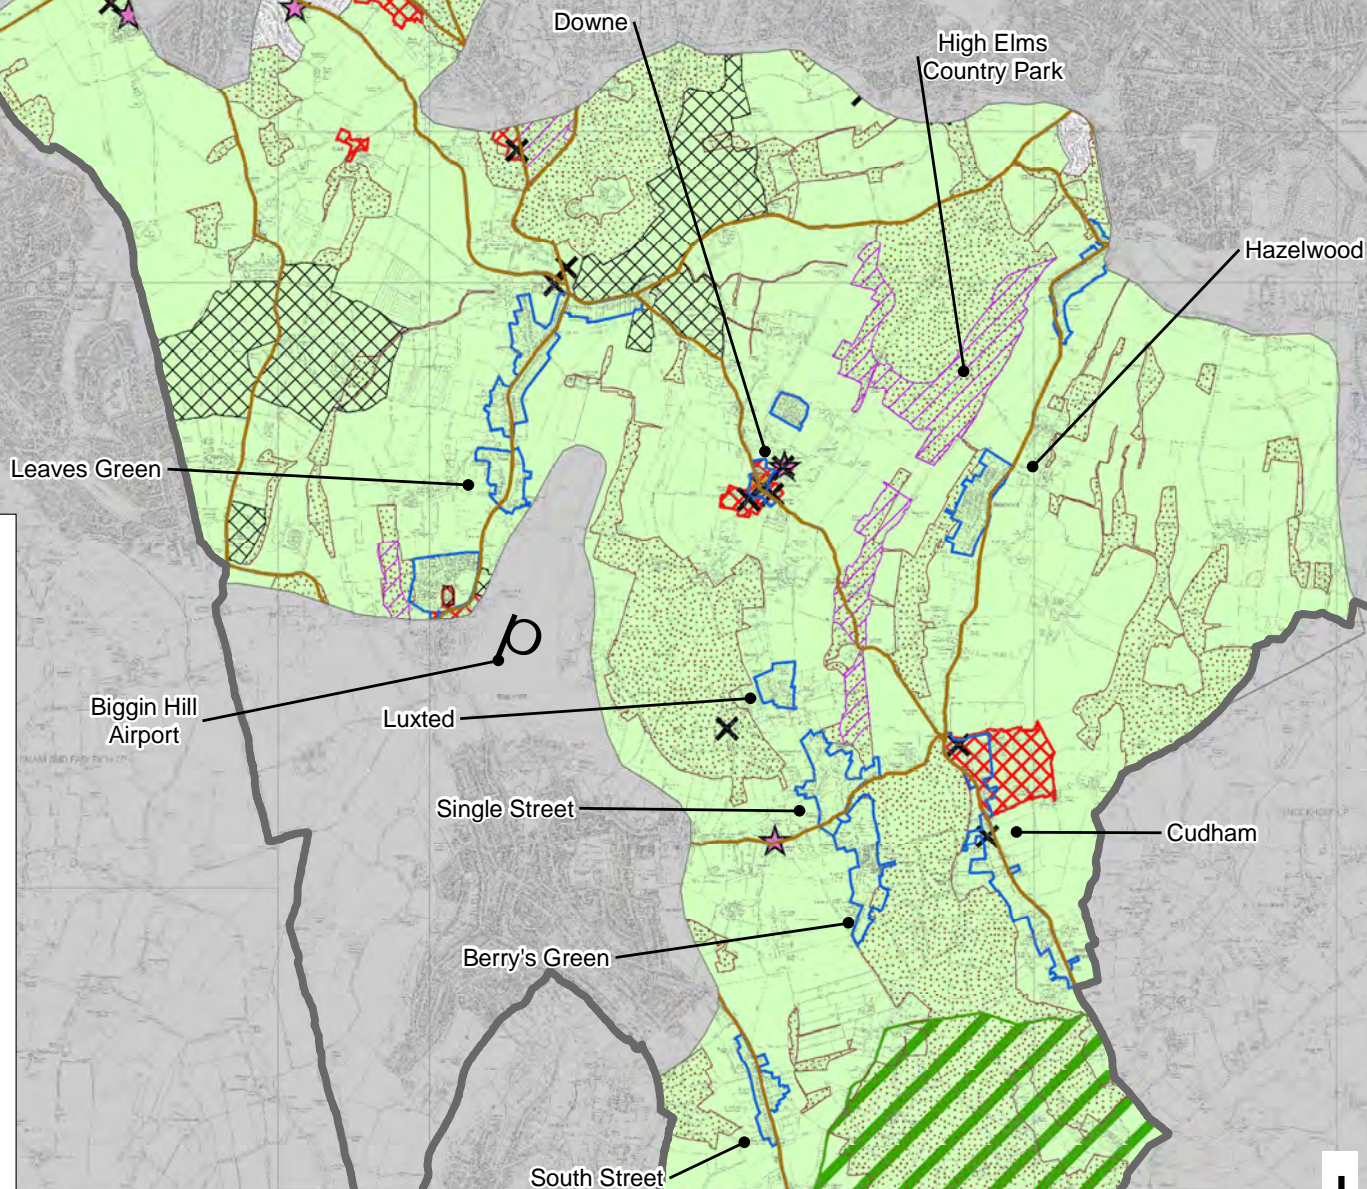 Downe
High Elms
Country Park
Hazelwood
Leaves Green
Biggin Hill
Airport
Luxted
Single Street
Cudham
Berry's Green
South Street